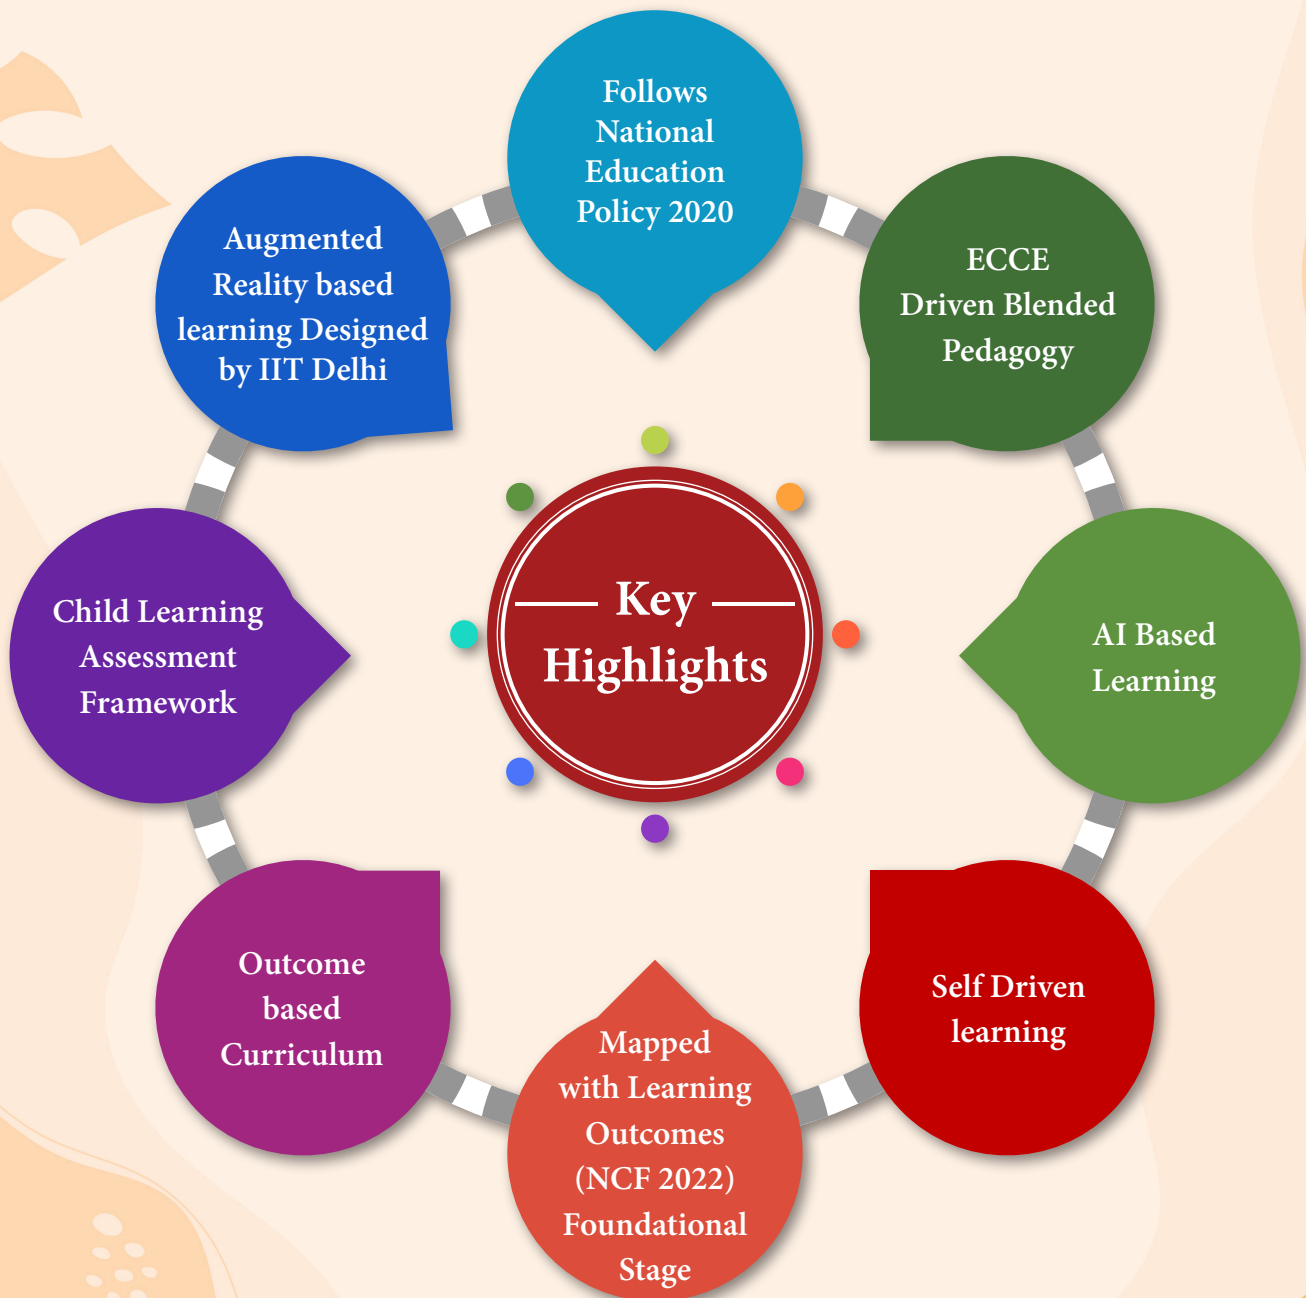 Follows
National
Education
Policy 2020
ECCE
Driven Blended
Pedagogy
AI Based
Learning
Self Driven
learning
Mapped
with Learning
Outcomes
(NCF 2022)
Foundational
Stage
Outcome
based
Curriculum
Child Learning
Assessment
Framework
Augmented
Reality based
learning Designed
by IIT Delhi
Key
Highlights